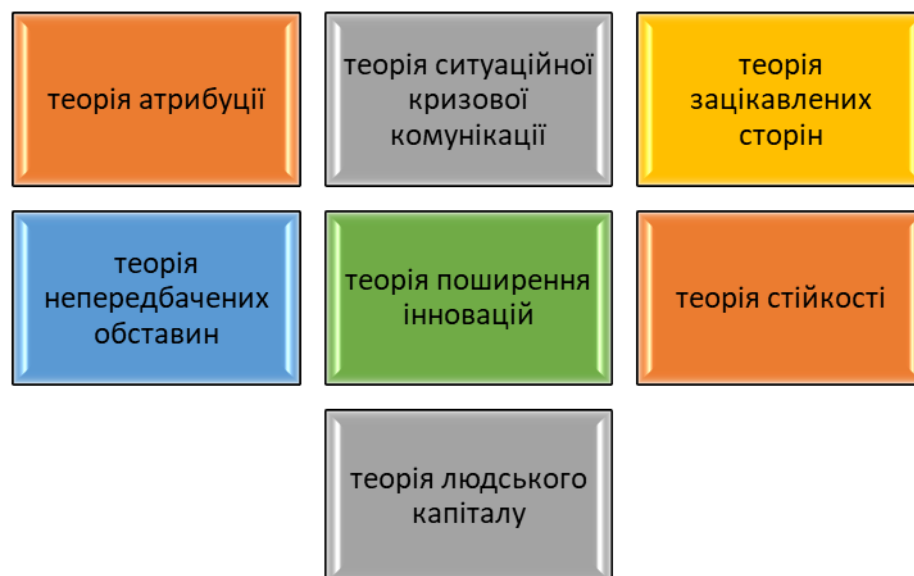 теорія атрибуції
теорія ситуаційної
кризової
комунікації
теорія
зацікавлених
сторін
теорія
непередбачених
обставин
теорія поширення
інновацій
теорія стійкості
теорія людського
капіталу